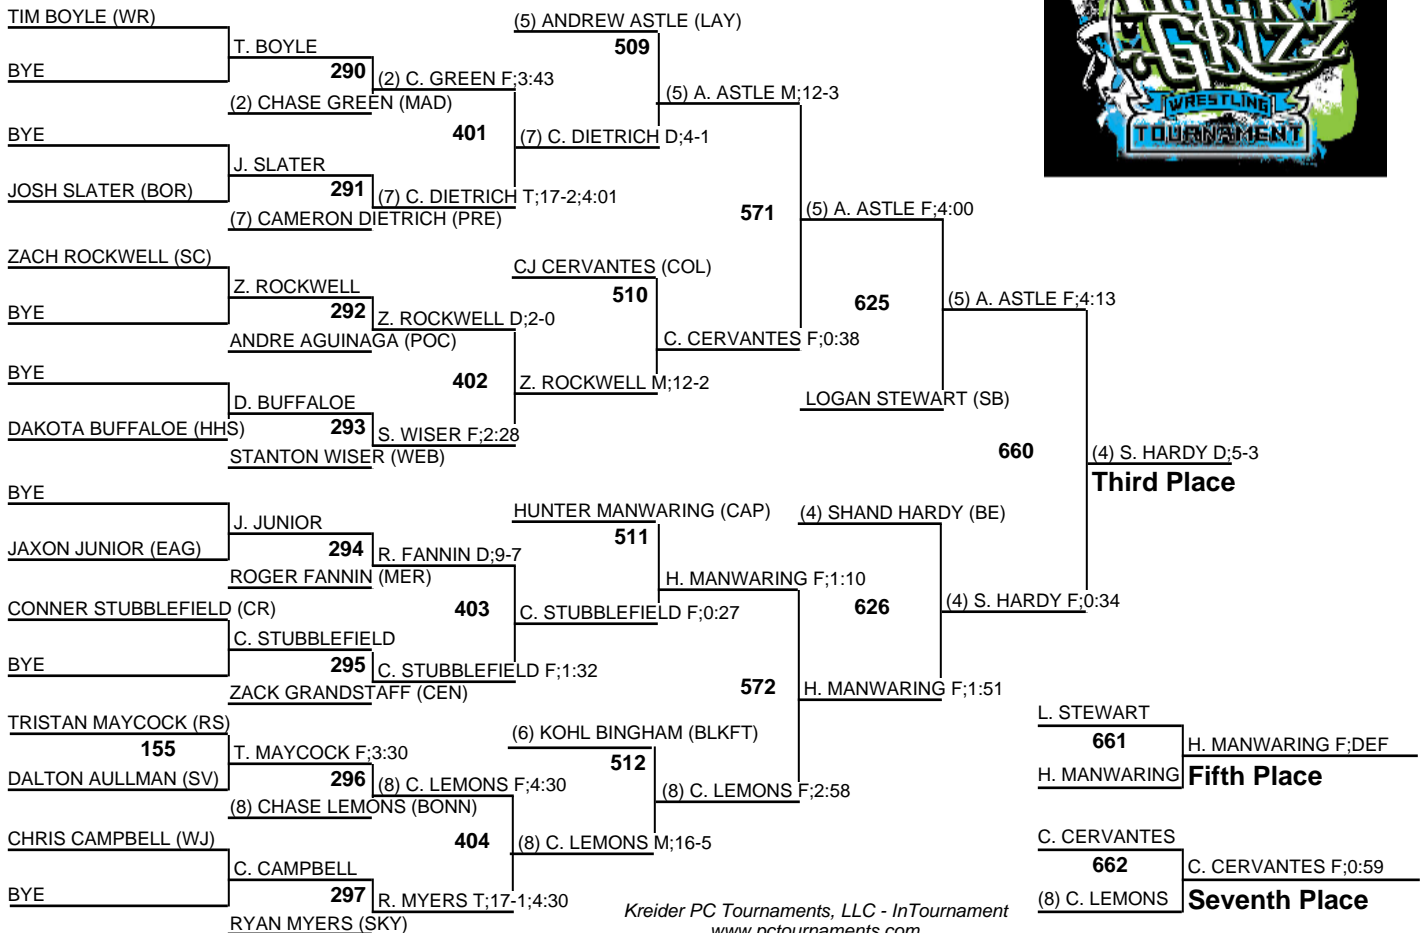 TIM BOYLE (WR)
BYE
T. BOYLE
290
(2) CHASE GREEN (MAD)
(2) C. GREEN F;3:43
BYE
JOSH SLATER (BOR)
J. SLATER
291
(7) CAMERON DIETRICH (PRE)
(7) C. DIETRICH T;17-2;4:01
401
(7) C. DIETRICH D;4-1
(5) ANDREW ASTLE (LAY)
509
(5) A. ASTLE M;12-3
ZACH ROCKWELL (SC)
BYE
Z. ROCKWELL
292
ANDRE AGUINAGA (POC)
Z. ROCKWELL D;2-0
BYE
DAKOTA BUFFALOE (HHS)
D. BUFFALOE
293
STANTON WISER (WEB)
S. WISER F;2:28
402
Z. ROCKWELL M;12-2
CJ CERVANTES (COL)
510
C. CERVANTES F;0:38
571
(5) A. ASTLE F;4:00
625
LOGAN STEWART (SB)
(5) A. ASTLE F;4:13
BYE
JAXON JUNIOR (EAG)
J. JUNIOR
294
ROGER FANNIN (MER)
R. FANNIN D;9-7
CONNER STUBBLEFIELD (CR)
BYE
C. STUBBLEFIELD
295
ZACK GRANDSTAFF (CEN)
C. STUBBLEFIELD F;1:32
403
C. STUBBLEFIELD F;0:27
HUNTER MANWARING (CAP)
511
H. MANWARING F;1:10
TRISTAN MAYCOCK (RS)
155
DALTON AULLMAN (SV)
T. MAYCOCK F;3:30
296
(8) CHASE LEMONS (BONN)
(8) C. LEMONS F;4:30
CHRIS CAMPBELL (WJ)
BYE
C. CAMPBELL
297
RYAN MYERS (SKY)
R. MYERS T;17-1;4:30
404
(8) C. LEMONS M;16-5
(6) KOHL BINGHAM (BLKFT)
512
(8) C. LEMONS F;2:58
572
H. MANWARING F;1:51
(4) SHAND HARDY (BE)
626
(4) S. HARDY F;0:34
660
(4) S. HARDY D;5-3
Third Place
L. STEWART
661
H. MANWARING
H. MANWARING F;DEF
Fifth Place
C. CERVANTES
662
(8) C. LEMONS
C. CERVANTES F;0:59
Seventh Place
Kreider PC Tournaments, LLC - InTournament
www.pctournaments.com
GRIZZ
WRESTLING
TOURNAMENT